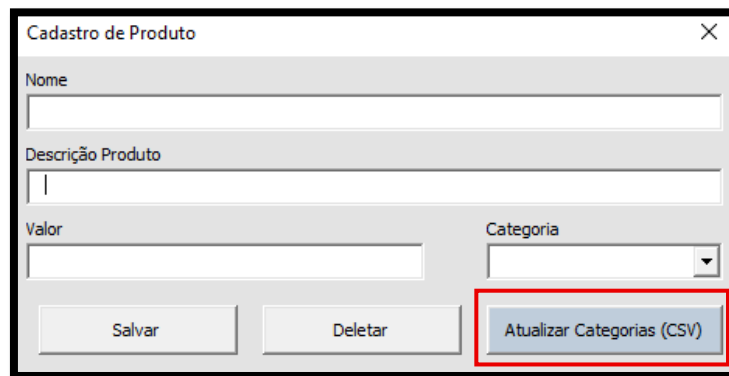 Cadastro de Produto
Nome
Descrição Produto
Valor Categoria
Salvar Deletar Atualizar Categorias (CSV)